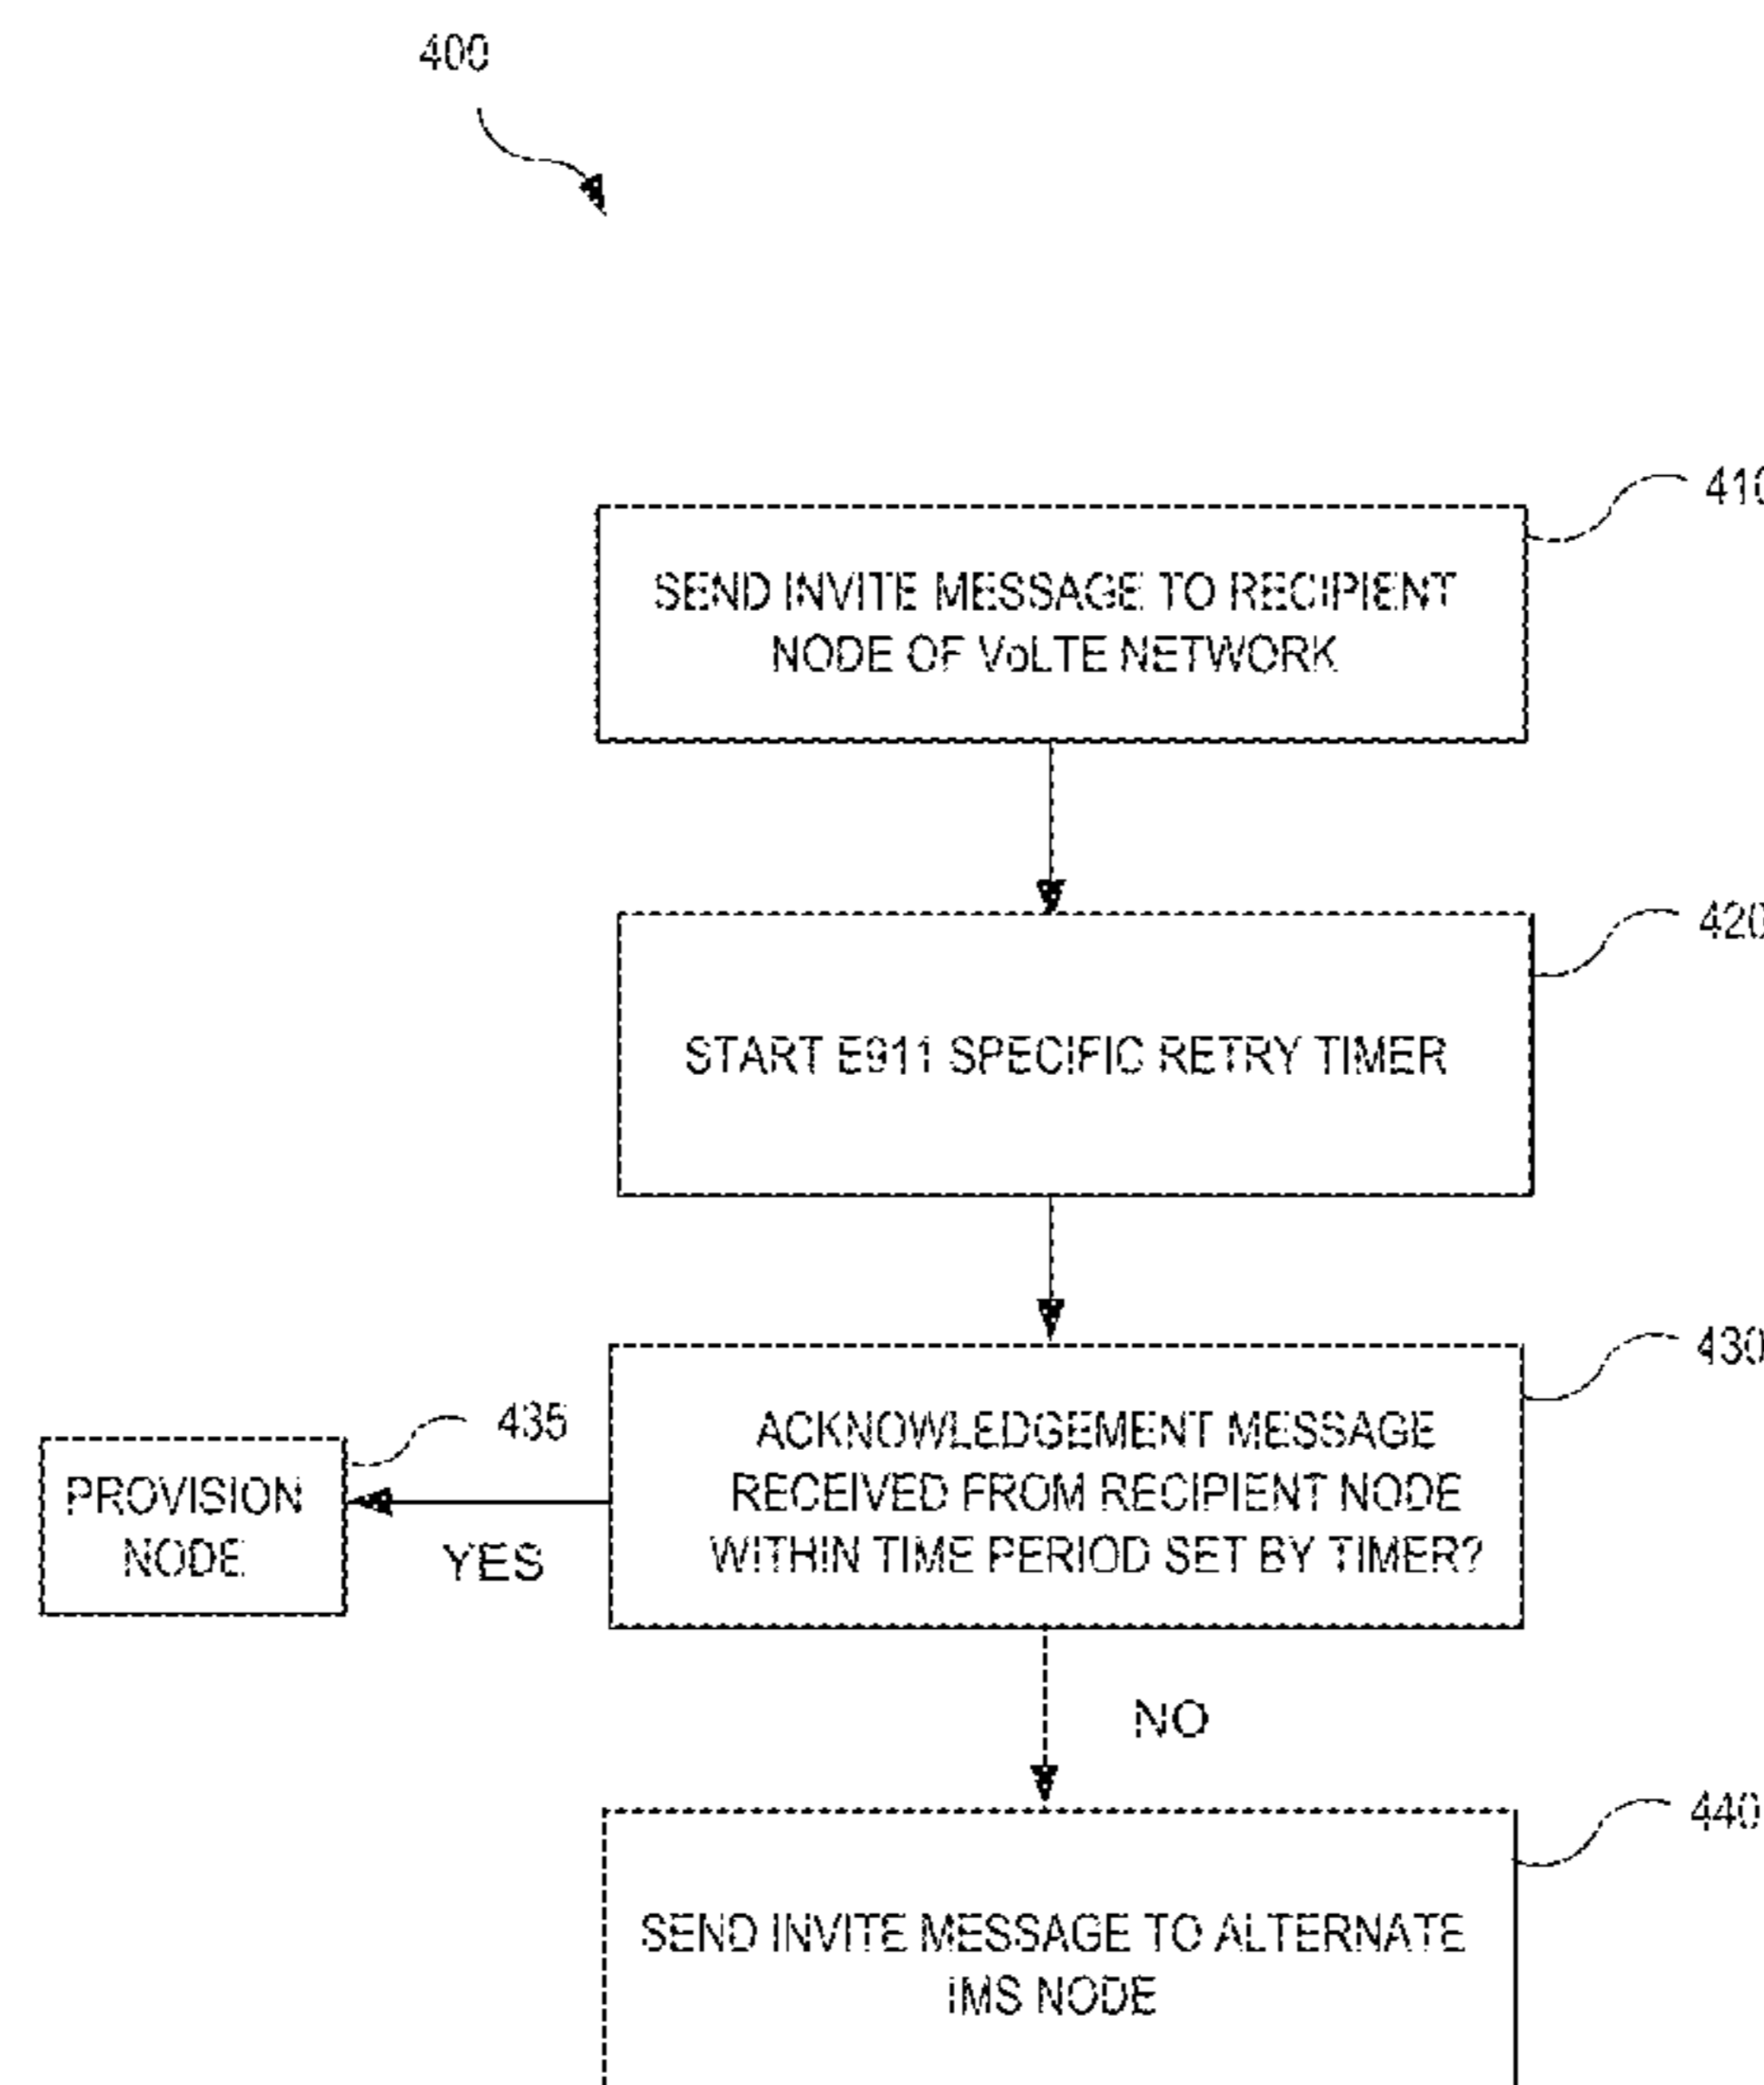 400
410
SEND INVITE MESSAGE TO RECIPIENT
NODE OF VoLTE NETWORK
420
START E911 SPECIFIC RETRY TIMER
430
ACKNOWLEDGEMENT MESSAGE
RECEIVED FROM RECIPIENT NODE
WITHIN TIME PERIOD SET BY TIMER?
435
PROVISION
NODE
YES
NO
440
SEND INVITE MESSAGE TO ALTERNATE
IMS NODE